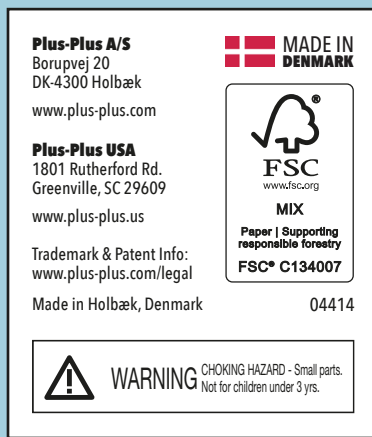 Plus-Plus A/S
Borupvej 20
DK-4300 Holbæk
www.plus-plus.com
Plus-Plus USA
1801 Rutherford Rd.
Greenville, SC 29609
www.plus-plus.us
Trademark & Patent Info:
www.plus-plus.com/legal
Made in Holbæk, Denmark
MADE IN
DENMARK
®
FSC
www.fsc.org
MIX
Paper | Supporting
responsible forestry
FSC® C134007
04414
WARNING
CHOKING HAZARD - Small parts.
Not for children under 3 yrs.